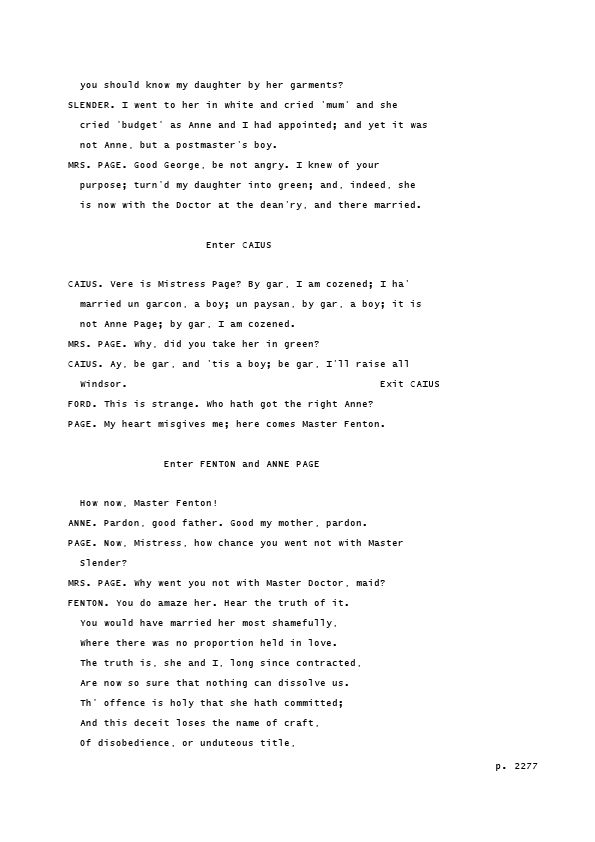 you should know my daughter by her garments?
SLENDER. I went to her in white and cried 'mum' and she
cried 'budget' as Anne and I had appointed; and yet it was
not Anne, but a postmaster's boy.
MRS. PAGE. Good George, be not angry. I knew of your
purpose; turn'd my daughter into green; and, indeed, she
is now with the Doctor at the dean'ry, and there married.
Enter CAIUS
CAIUS. Vere is Mistress Page? By gar, I am cozened; I ha'
married un garcon, a boy; un paysan, by gar, a boy; it is
not Anne Page; by gar, I am cozened.
MRS. PAGE. Why, did you take her in green?
CAIUS. Ay, be gar, and 'tis a boy; be gar, I'll raise all
Windsor. Exit CAIUS
FORD. This is strange. Who hath got the right Anne?
PAGE. My heart misgives me; here comes Master Fenton.
Enter FENTON and ANNE PAGE
How now, Master Fenton!
ANNE. Pardon, good father. Good my mother, pardon.
PAGE. Now, Mistress, how chance you went not with Master
Slender?
MRS. PAGE. Why went you not with Master Doctor, maid?
FENTON. You do amaze her. Hear the truth of it.
You would have married her most shamefully,
Where there was no proportion held in love.
The truth is, she and I, long since contracted,
Are now so sure that nothing can dissolve us.
Th' offence is holy that she hath committed;
And this deceit loses the name of craft,
Of disobedience, or unduteous title,
p. 2277